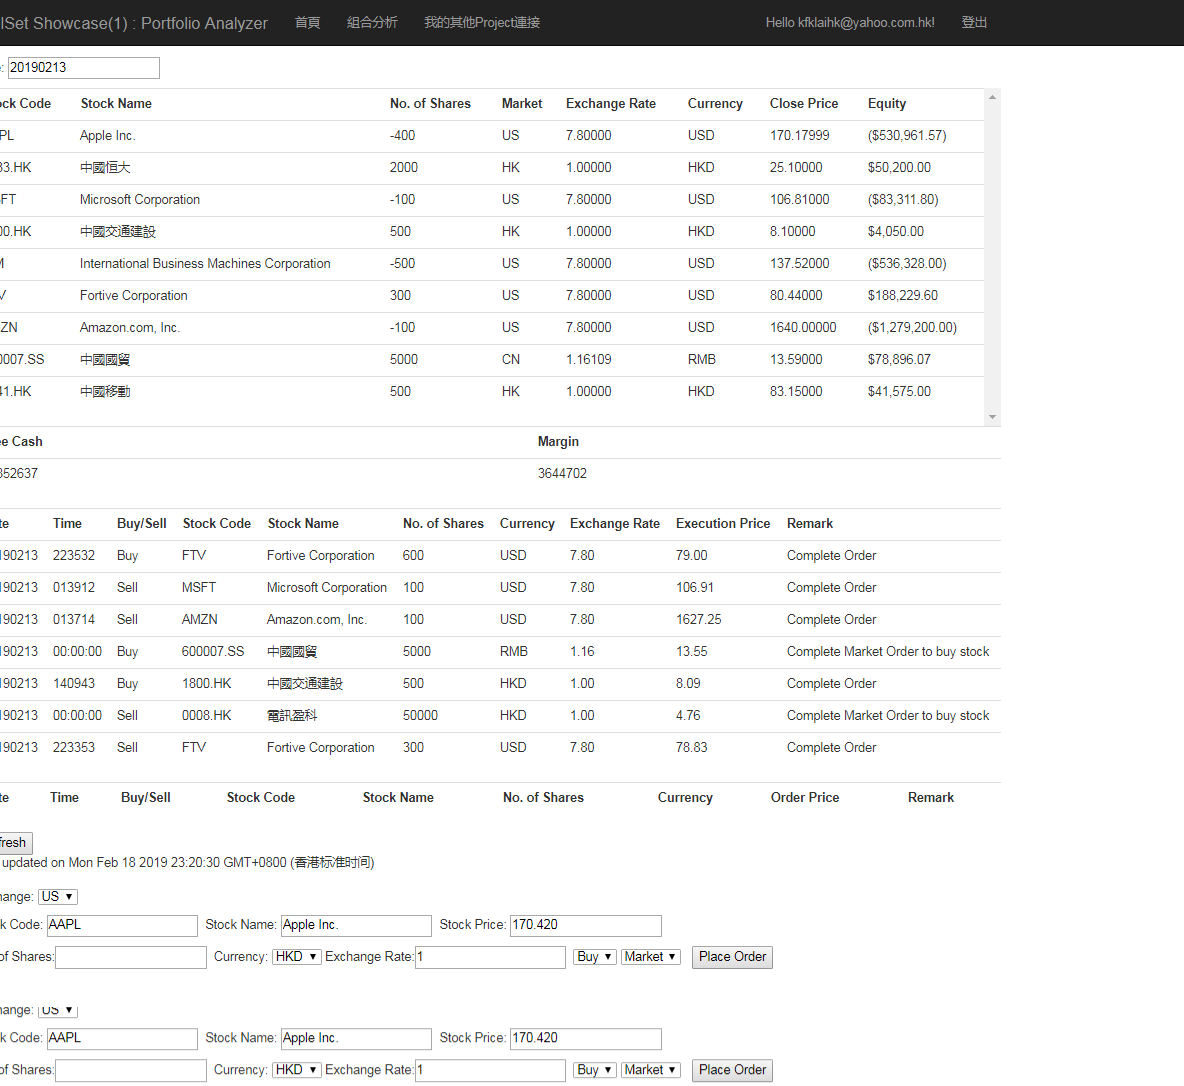 lSet Showcase(1) : Portfolio Analyzer 首頁 組合分析 我的其他Project連接 Hello kfklaihk@yahoo.com.hk! 登出
e: 20190213
ock Code Stock Name No. of Shares Market Exchange Rate Currency Close Price Equity
PL Apple Inc. -400 US 7.80000 USD 170.17999 ($530,961.57)
33.HK 中國恒大 2000 HK 1.00000 HKD 25.10000 $50,200.00
FT Microsoft Corporation -100 US 7.80000 USD 106.81000 ($83,311.80)
00.HK 中國交通建設 500 HK 1.00000 HKD 8.10000 $4,050.00
M International Business Machines Corporation -500 US 7.80000 USD 137.52000 ($536,328.00)
V Fortive Corporation 300 US 7.80000 USD 80.44000 $188,229.60
ZN Amazon.com, Inc. -100 US 7.80000 USD 1640.00000 ($1,279,200.00)
0007.SS 中國國貿 5000 CN 1.16109 RMB 13.59000 $78,896.07
41.HK 中國移動 500 HK 1.00000 HKD 83.15000 $41,575.00
ee Cash Margin
352637 3644702
te Time Buy/Sell Stock Code Stock Name No. of Shares Currency Exchange Rate Execution Price Remark
190213 223532 Buy FTV Fortive Corporation 600 USD 7.80 79.00 Complete Order
190213 013912 Sell MSFT Microsoft Corporation 100 USD 7.80 106.91 Complete Order
190213 013714 Sell AMZN Amazon.com, Inc. 100 USD 7.80 1627.25 Complete Order
190213 00:00:00 Buy 600007.SS 中國國貿 5000 RMB 1.16 13.55 Complete Market Order to buy stock
190213 140943 Buy 1800.HK 中國交通建設 500 HKD 1.00 8.09 Complete Order
190213 00:00:00 Sell 0008.HK 電訊盈科 50000 HKD 1.00 4.76 Complete Market Order to buy stock
190213 223353 Sell FTV Fortive Corporation 300 USD 7.80 78.83 Complete Order
te Time Buy/Sell Stock Code Stock Name No. of Shares Currency Order Price Remark
fresh
updated on Mon Feb 18 2019 23:20:30 GMT+0800 (香港标准时间)
hange: US
k Code: AAPL Stock Name: Apple Inc. Stock Price: 170.420
of Shares: Currency: HKD Exchange Rate: 1 Buy Market Place Order
hange: US
k Code: AAPL Stock Name: Apple Inc. Stock Price: 170.420
of Shares: Currency: HKD Exchange Rate: 1 Buy Market Place Order